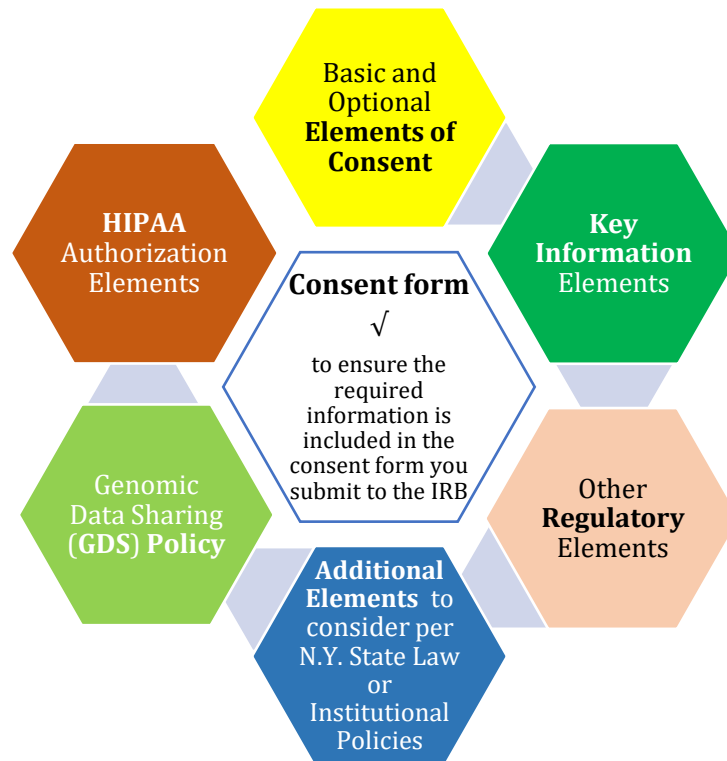 Basic and
Optional
Elements of
Consent
Key
Information
Elements
Other
Regulatory
Elements
Additional
Elements to
consider per
N.Y. State Law
or
Institutional
Policies
Genomic
Data Sharing
(GDS) Policy
HIPAA
Authorization
Elements
Consent form
√
to ensure the
required
information is
included in the
consent form you
submit to the IRB